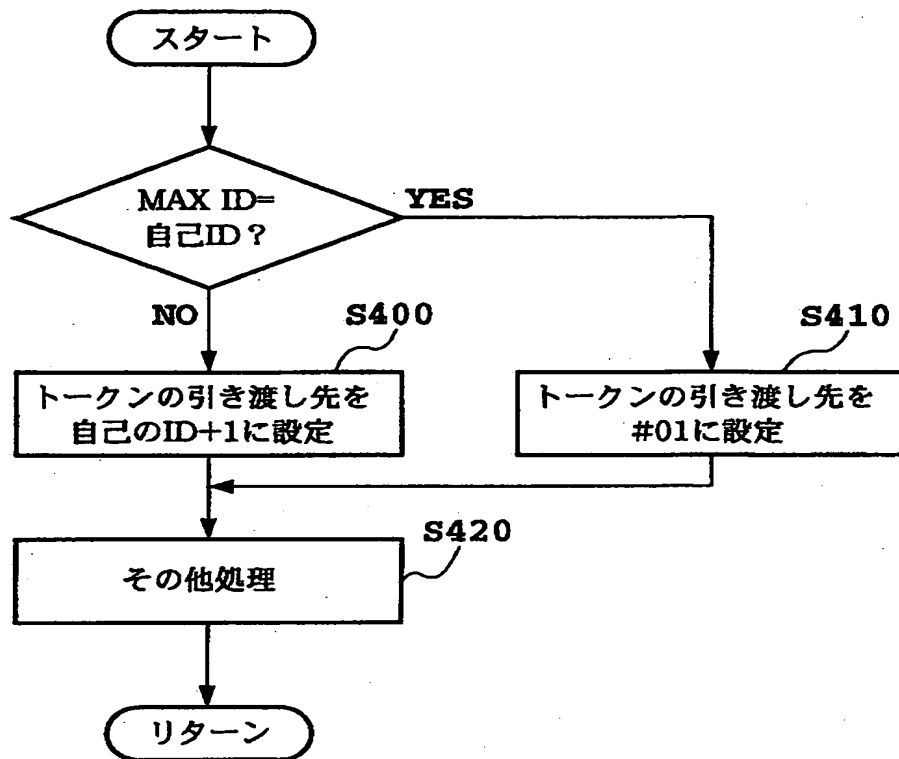 スタート
MAX ID=
自己ID?
YES
NO
S400
S410
トークンの引き渡し先を
自己のID+1に設定
トークンの引き渡し先を
#01に設定
S420
その他処理
リターン